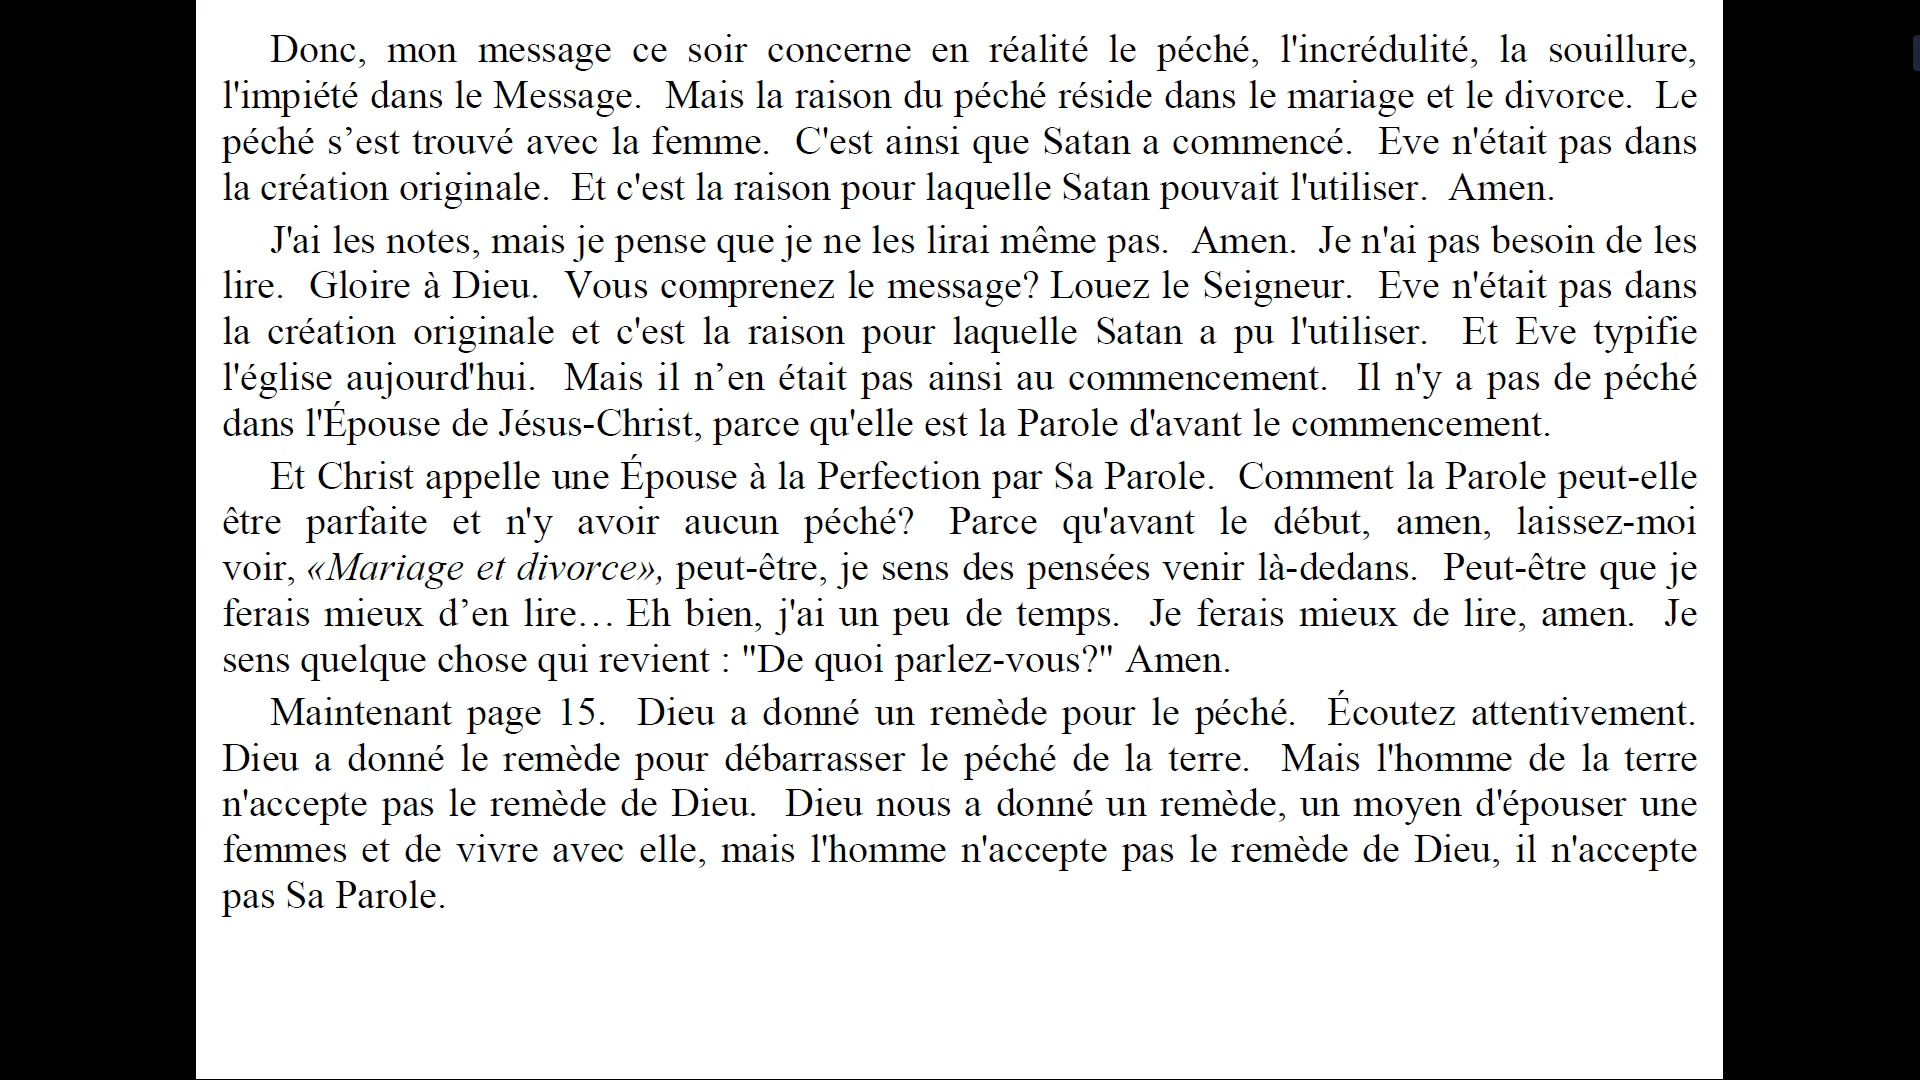 Donc, mon message ce soir concerne en réalité le péché, l'incrédulité, la souillure,
l'impiété dans le Message.  Mais la raison du péché réside dans le mariage et le divorce.  Le
péché s’est trouvé avec la femme.  C'est ainsi que Satan a commencé.  Eve n'était pas dans
la création originale.  Et c'est la raison pour laquelle Satan pouvait l'utiliser.  Amen.
J'ai les notes, mais je pense que je ne les lirai même pas.  Amen.  Je n'ai pas besoin de les
lire.  Gloire à Dieu.  Vous comprenez le message? Louez le Seigneur.  Eve n'était pas dans
la création originale et c'est la raison pour laquelle Satan a pu l'utiliser.  Et Eve typifie
l'église aujourd'hui.  Mais il n’en était pas ainsi au commencement.  Il n'y a pas de péché
dans l'Épouse de Jésus-Christ, parce qu'elle est la Parole d'avant le commencement.
Et Christ appelle une Épouse à la Perfection par Sa Parole.  Comment la Parole peut-elle
être parfaite et n'y avoir aucun péché?  Parce qu'avant le début, amen, laissez-moi
voir, «Mariage et divorce», peut-être, je sens des pensées venir là-dedans.  Peut-être que je
ferais mieux d’en lire… Eh bien, j'ai un peu de temps.  Je ferais mieux de lire, amen.  Je
sens quelque chose qui revient : "De quoi parlez-vous?" Amen.
Maintenant page 15.  Dieu a donné un remède pour le péché.  Écoutez attentivement.
Dieu a donné le remède pour débarrasser le péché de la terre.  Mais l'homme de la terre
n'accepte pas le remède de Dieu.  Dieu nous a donné un remède, un moyen d'épouser une
femmes et de vivre avec elle, mais l'homme n'accepte pas le remède de Dieu, il n'accepte
pas Sa Parole.